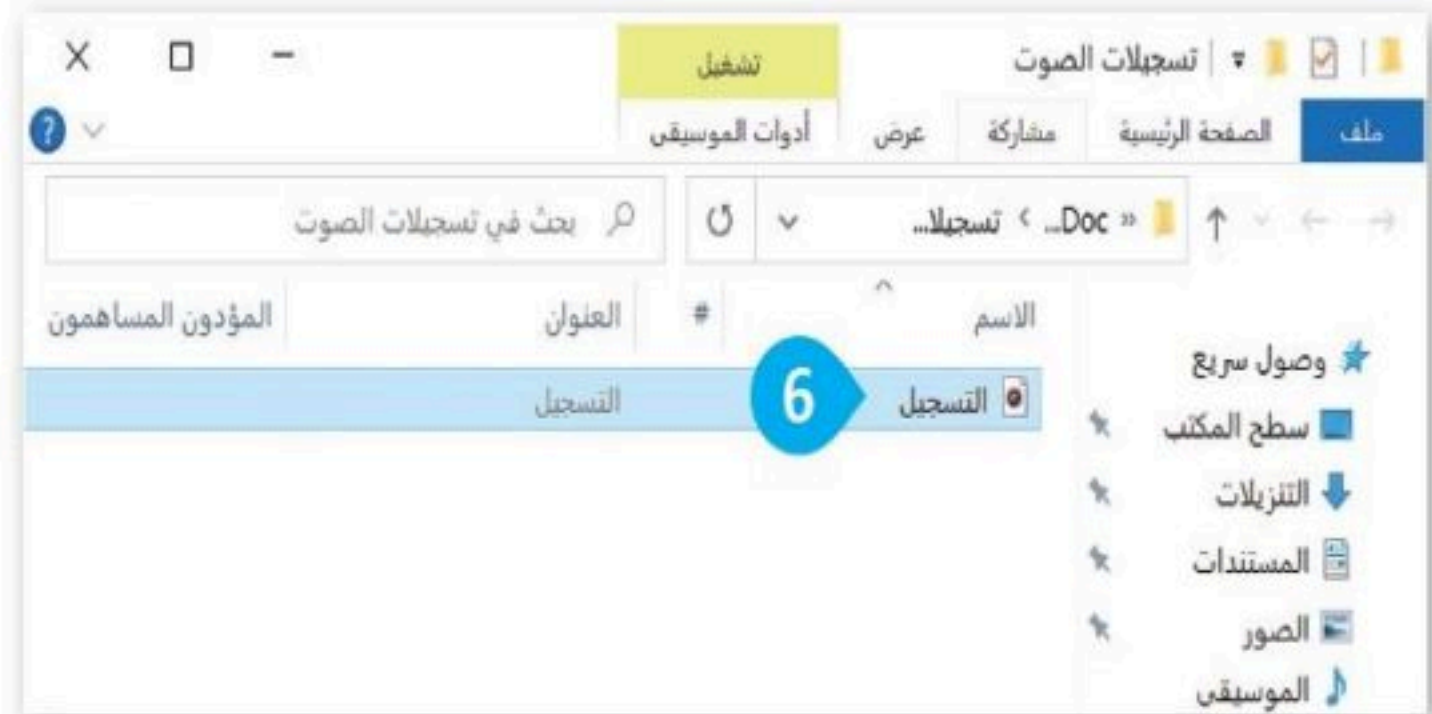 تسجيلات الصوت
تشغيل
ملف
الصفحة الرئيسية
مشاركة
عرض
أدوات الموسيقى
?
Doc... › تسجيلا...
بحث في تسجيلات الصوت
الاسم
#
العنوان
المؤدون المساهمون
التسجيل
6
التسجيل
وصول سريع
سطح المكتب
التنزيلات
المستندات
الصور
الموسيقى